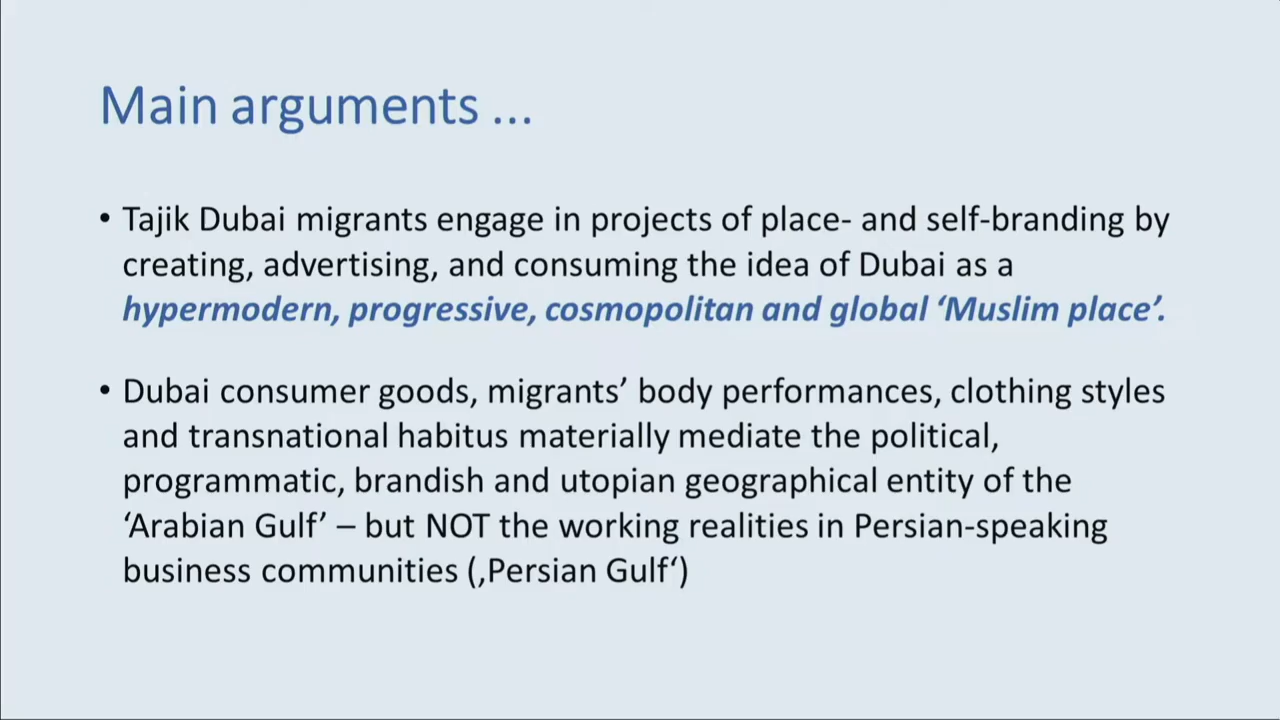 Main arguments ...
• Tajik Dubai migrants engage in projects of place- and self-branding by
creating, advertising, and consuming the idea of Dubai as a
hypermodern, progressive, cosmopolitan and global ‘Muslim place’.
• Dubai consumer goods, migrants’ body performances, clothing styles
and transnational habitus materially mediate the political,
programmatic, brandish and utopian geographical entity of the
‘Arabian Gulf’ – but NOT the working realities in Persian-speaking
business communities (‚Persian Gulf‘)